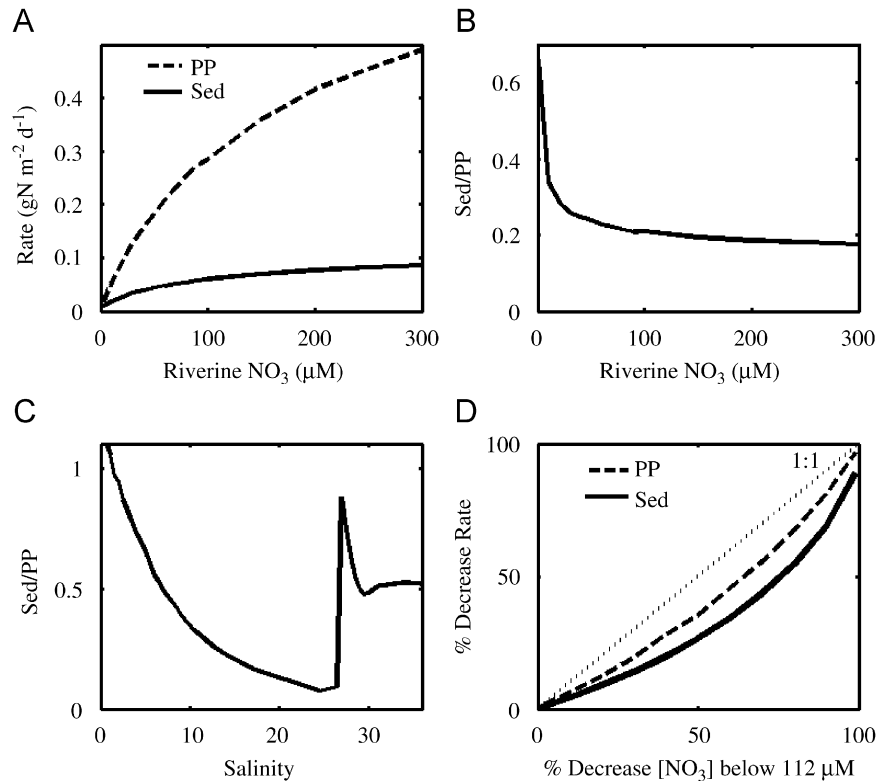 A
PP
Sed
0.4
0.3
0.2
0.1
0
Rate (gN m⁻² d⁻¹)
0
100
200
300
Riverine NO₃ (μM)
B
0.6
0.4
0.2
0
Sed/PP
0
100
200
300
Riverine NO₃ (μM)
C
1
0.5
0
Sed/PP
0
10
20
30
Salinity
D
100
50
0
% Decrease Rate
PP
Sed
1:1
0
50
100
% Decrease [NO₃] below 112 μM